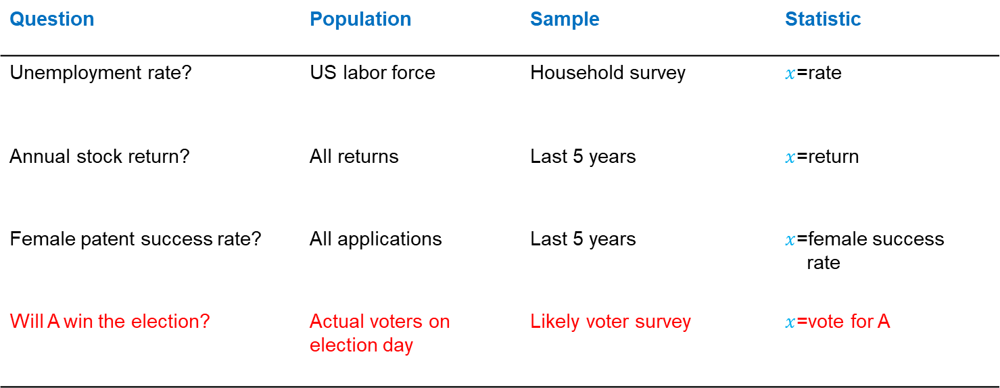 Question Population Sample Statistic
Unemployment rate? US labor force Household survey x=rate
Annual stock return? All returns Last 5 years x=return
Female patent success rate? All applications Last 5 years x=female success
rate
Will A win the election? Actual voters on Likely voter survey x=vote for A
election day